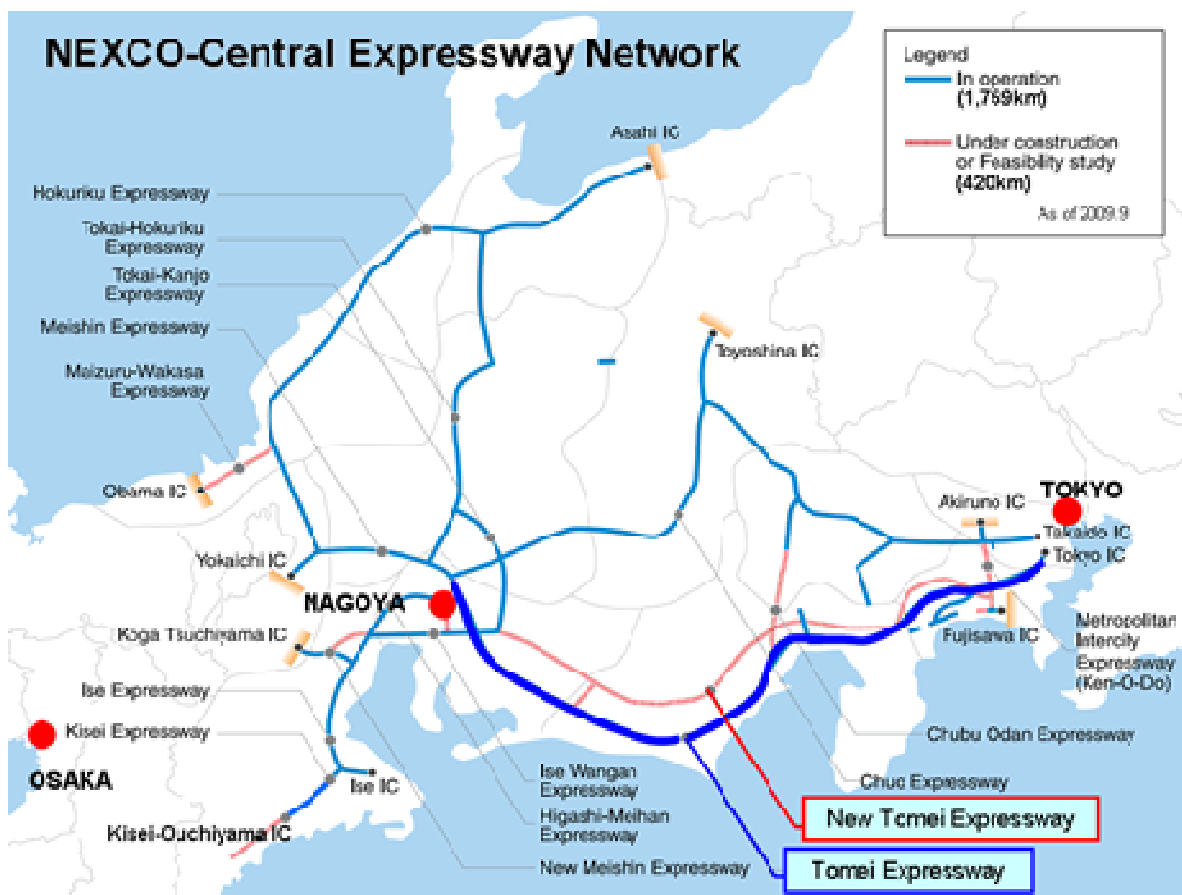 NEXCO-Central Expressway Network
Legend
In operation
(1,759km)
Under construction
or Feasibility study
(420km)
As of 2009.9
Asahi IC
Hokuriku Expressway
Tokai-Hokuriku
Expressway
Tokai-Kanjo
Expressway
Meishin Expressway
Maizuru-Wakasa
Expressway
Toyoshina IC
Obama IC
Akiruno IC
TOKYO
Takaido IC
Tokyo IC
Yokaichi IC
NAGOYA
Koga Tsuchiyama IC
Fujisawa IC
Metropolitan
Intercity
Expressway
(Ken-O-Do)
Ise Expressway
Kisei Expressway
OSAKA
Ise IC
Kisei-Ouchiyama IC
Ise Wangan
Expressway
Higashi-Meihan
Expressway
New Meishin Expressway
Chubu Odan Expressway
Chuo Expressway
New Tomei Expressway
Tomei Expressway